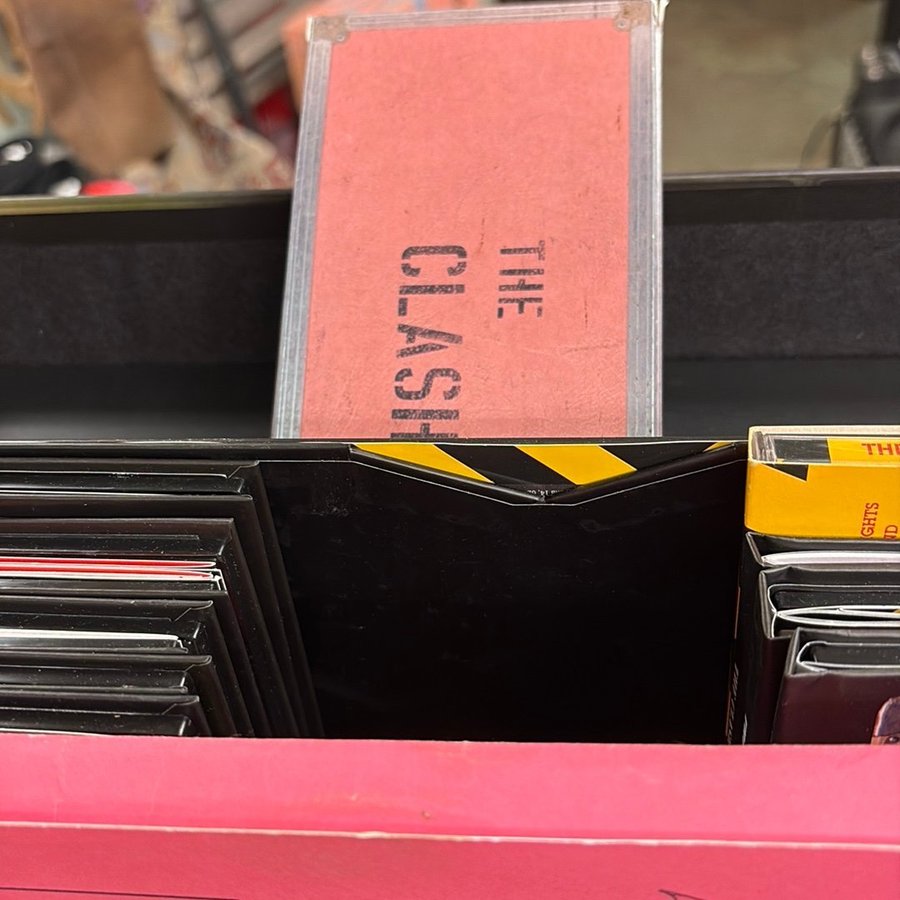 THE
CLASH
THE
GHTS
ND